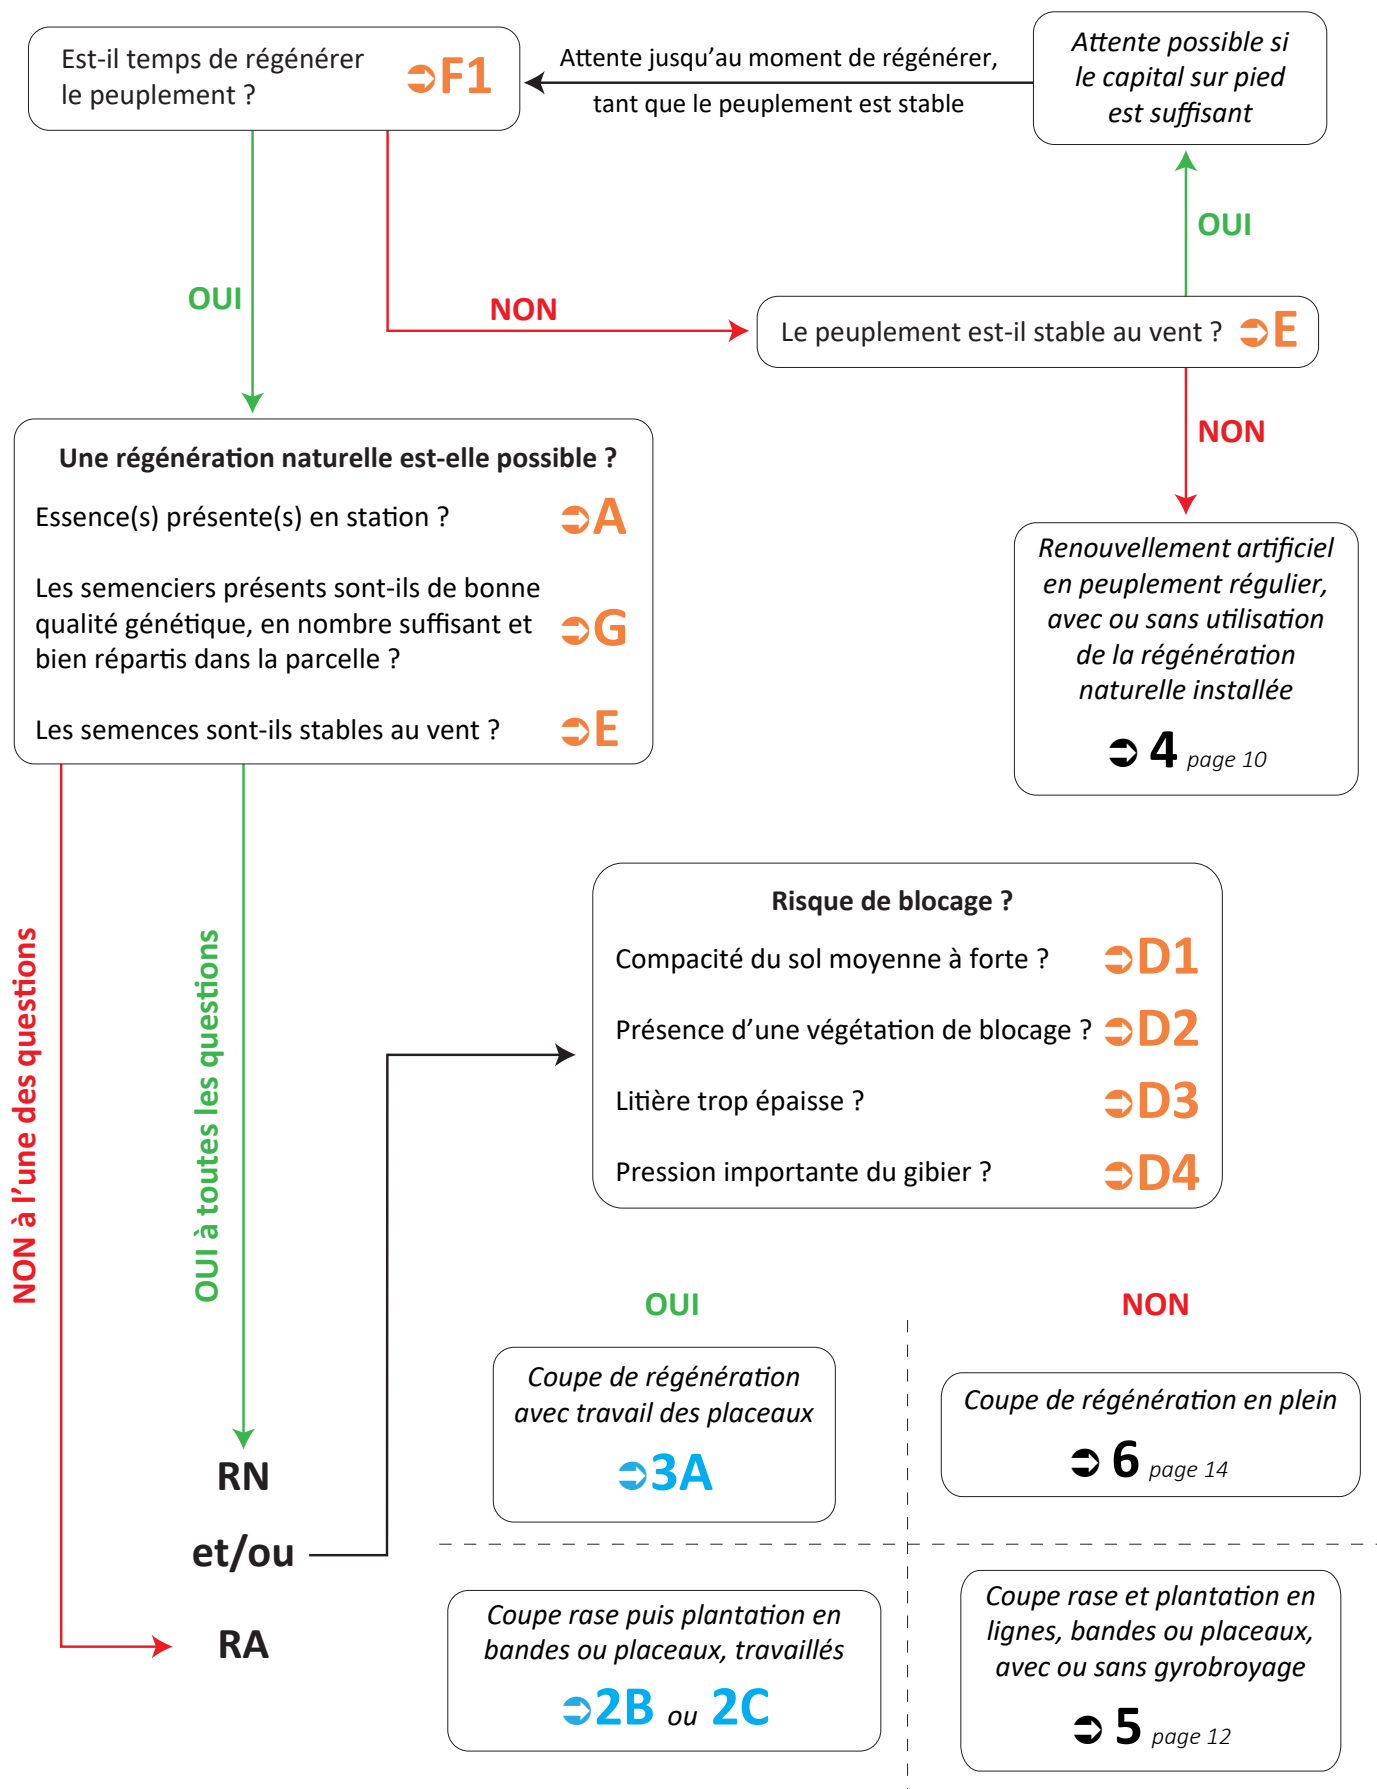 Est-il temps de régénérer
le peuplement ?
➲F1
Attente jusqu’au moment de régénérer,
tant que le peuplement est stable
Attente possible si
le capital sur pied
est suffisant
OUI
OUI
NON
Le peuplement est-il stable au vent ? ➲E
NON
Une régénération naturelle est-elle possible ?
Essence(s) présente(s) en station ? ➲A
Les semenciers présents sont-ils de bonne
qualité génétique, en nombre suffisant et
bien répartis dans la parcelle ?
➲G
Les semences sont-ils stables au vent ? ➲E
Renouvellement artificiel
en peuplement régulier,
avec ou sans utilisation
de la régénération
naturelle installée
➲ 4 page 10
NON à l’une des questions
OUI à toutes les questions
Risque de blocage ?
Compacité du sol moyenne à forte ? ➲D1
Présence d’une végétation de blocage ? ➲D2
Litière trop épaisse ? ➲D3
Pression importante du gibier ? ➲D4
OUI
NON
RN
et/ou
RA
Coupe de régénération
avec travail des placeaux
➲3A
Coupe de régénération en plein
➲ 6 page 14
Coupe rase puis plantation en
bandes ou placeaux, travaillés
➲2B ou 2C
Coupe rase et plantation en
lignes, bandes ou placeaux,
avec ou sans gyrobroyage
➲ 5 page 12